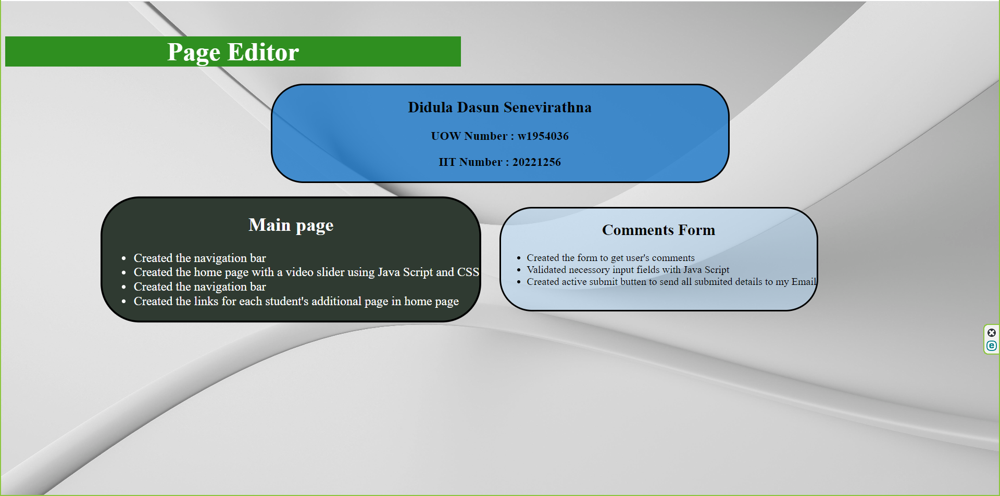 Page Editor
Didula Dasun Senevirathna
UOW Number : w1954036
IIT Number : 20221256
Main page
Created the navigation bar
Created the home page with a video slider using Java Script and CSS
Created the navigation bar
Created the links for each student's additional page in home page
Comments Form
Created the form to get user's comments
Validated necessory input fields with Java Script
Created active submit butten to send all submited details to my Email
e